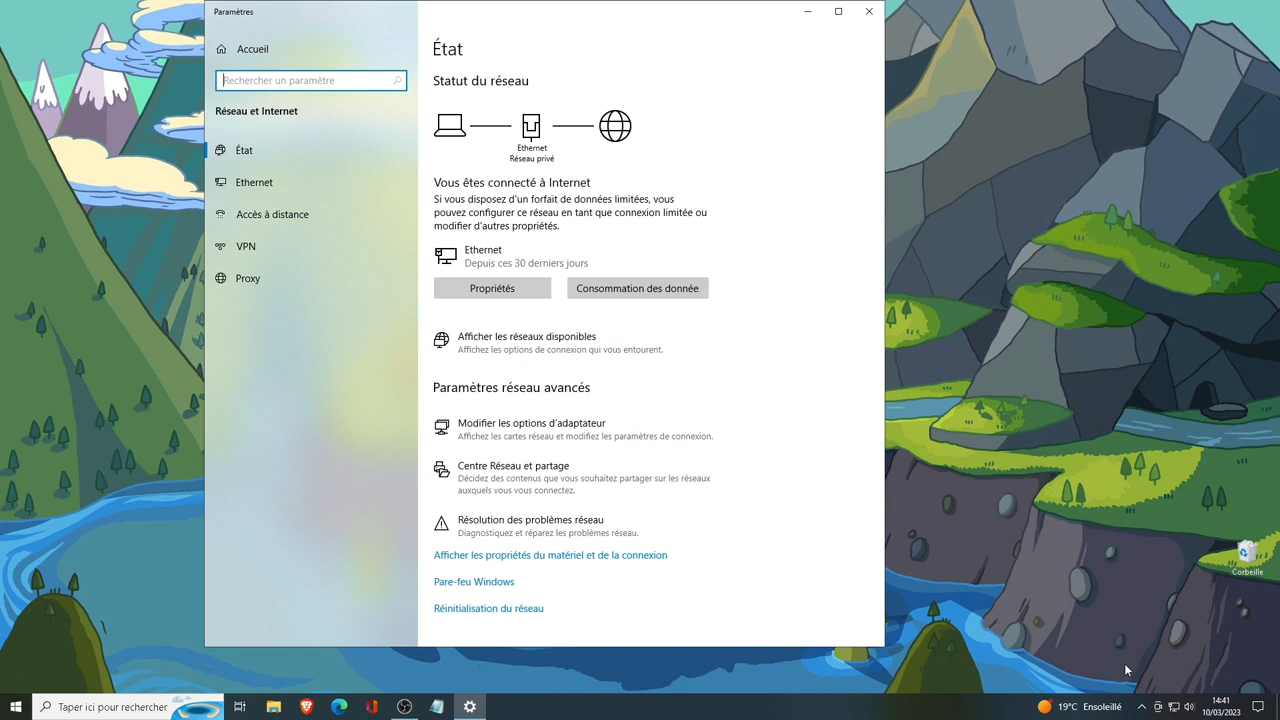 Paramètres
Accueil
Rechercher un paramètre
Réseau et Internet
État
Ethernet
Accès à distance
VPN
Proxy
État
Statut du réseau
Ethernet
Réseau privé
Vous êtes connecté à Internet
Si vous disposez d'un forfait de données limitées, vous
pouvez configurer ce réseau en tant que connexion limitée ou
modifier d'autres propriétés.
Ethernet
Depuis ces 30 derniers jours
Propriétés
Consommation des donnée
Afficher les réseaux disponibles
Affichez les options de connexion qui vous entourent.
Paramètres réseau avancés
Modifier les options d'adaptateur
Affichez les cartes réseau et modifiez les paramètres de connexion.
Centre Réseau et partage
Décidez des contenus que vous souhaitez partager sur les réseaux
auxquels vous vous connectez.
Résolution des problèmes réseau
Diagnostiquez et réparez les problèmes réseau.
Afficher les propriétés du matériel et de la connexion
Pare-feu Windows
Réinitialisation du réseau
Corbeille
Taper ici pour rechercher
19°C Ensoleillé
14:41
10/03/2023